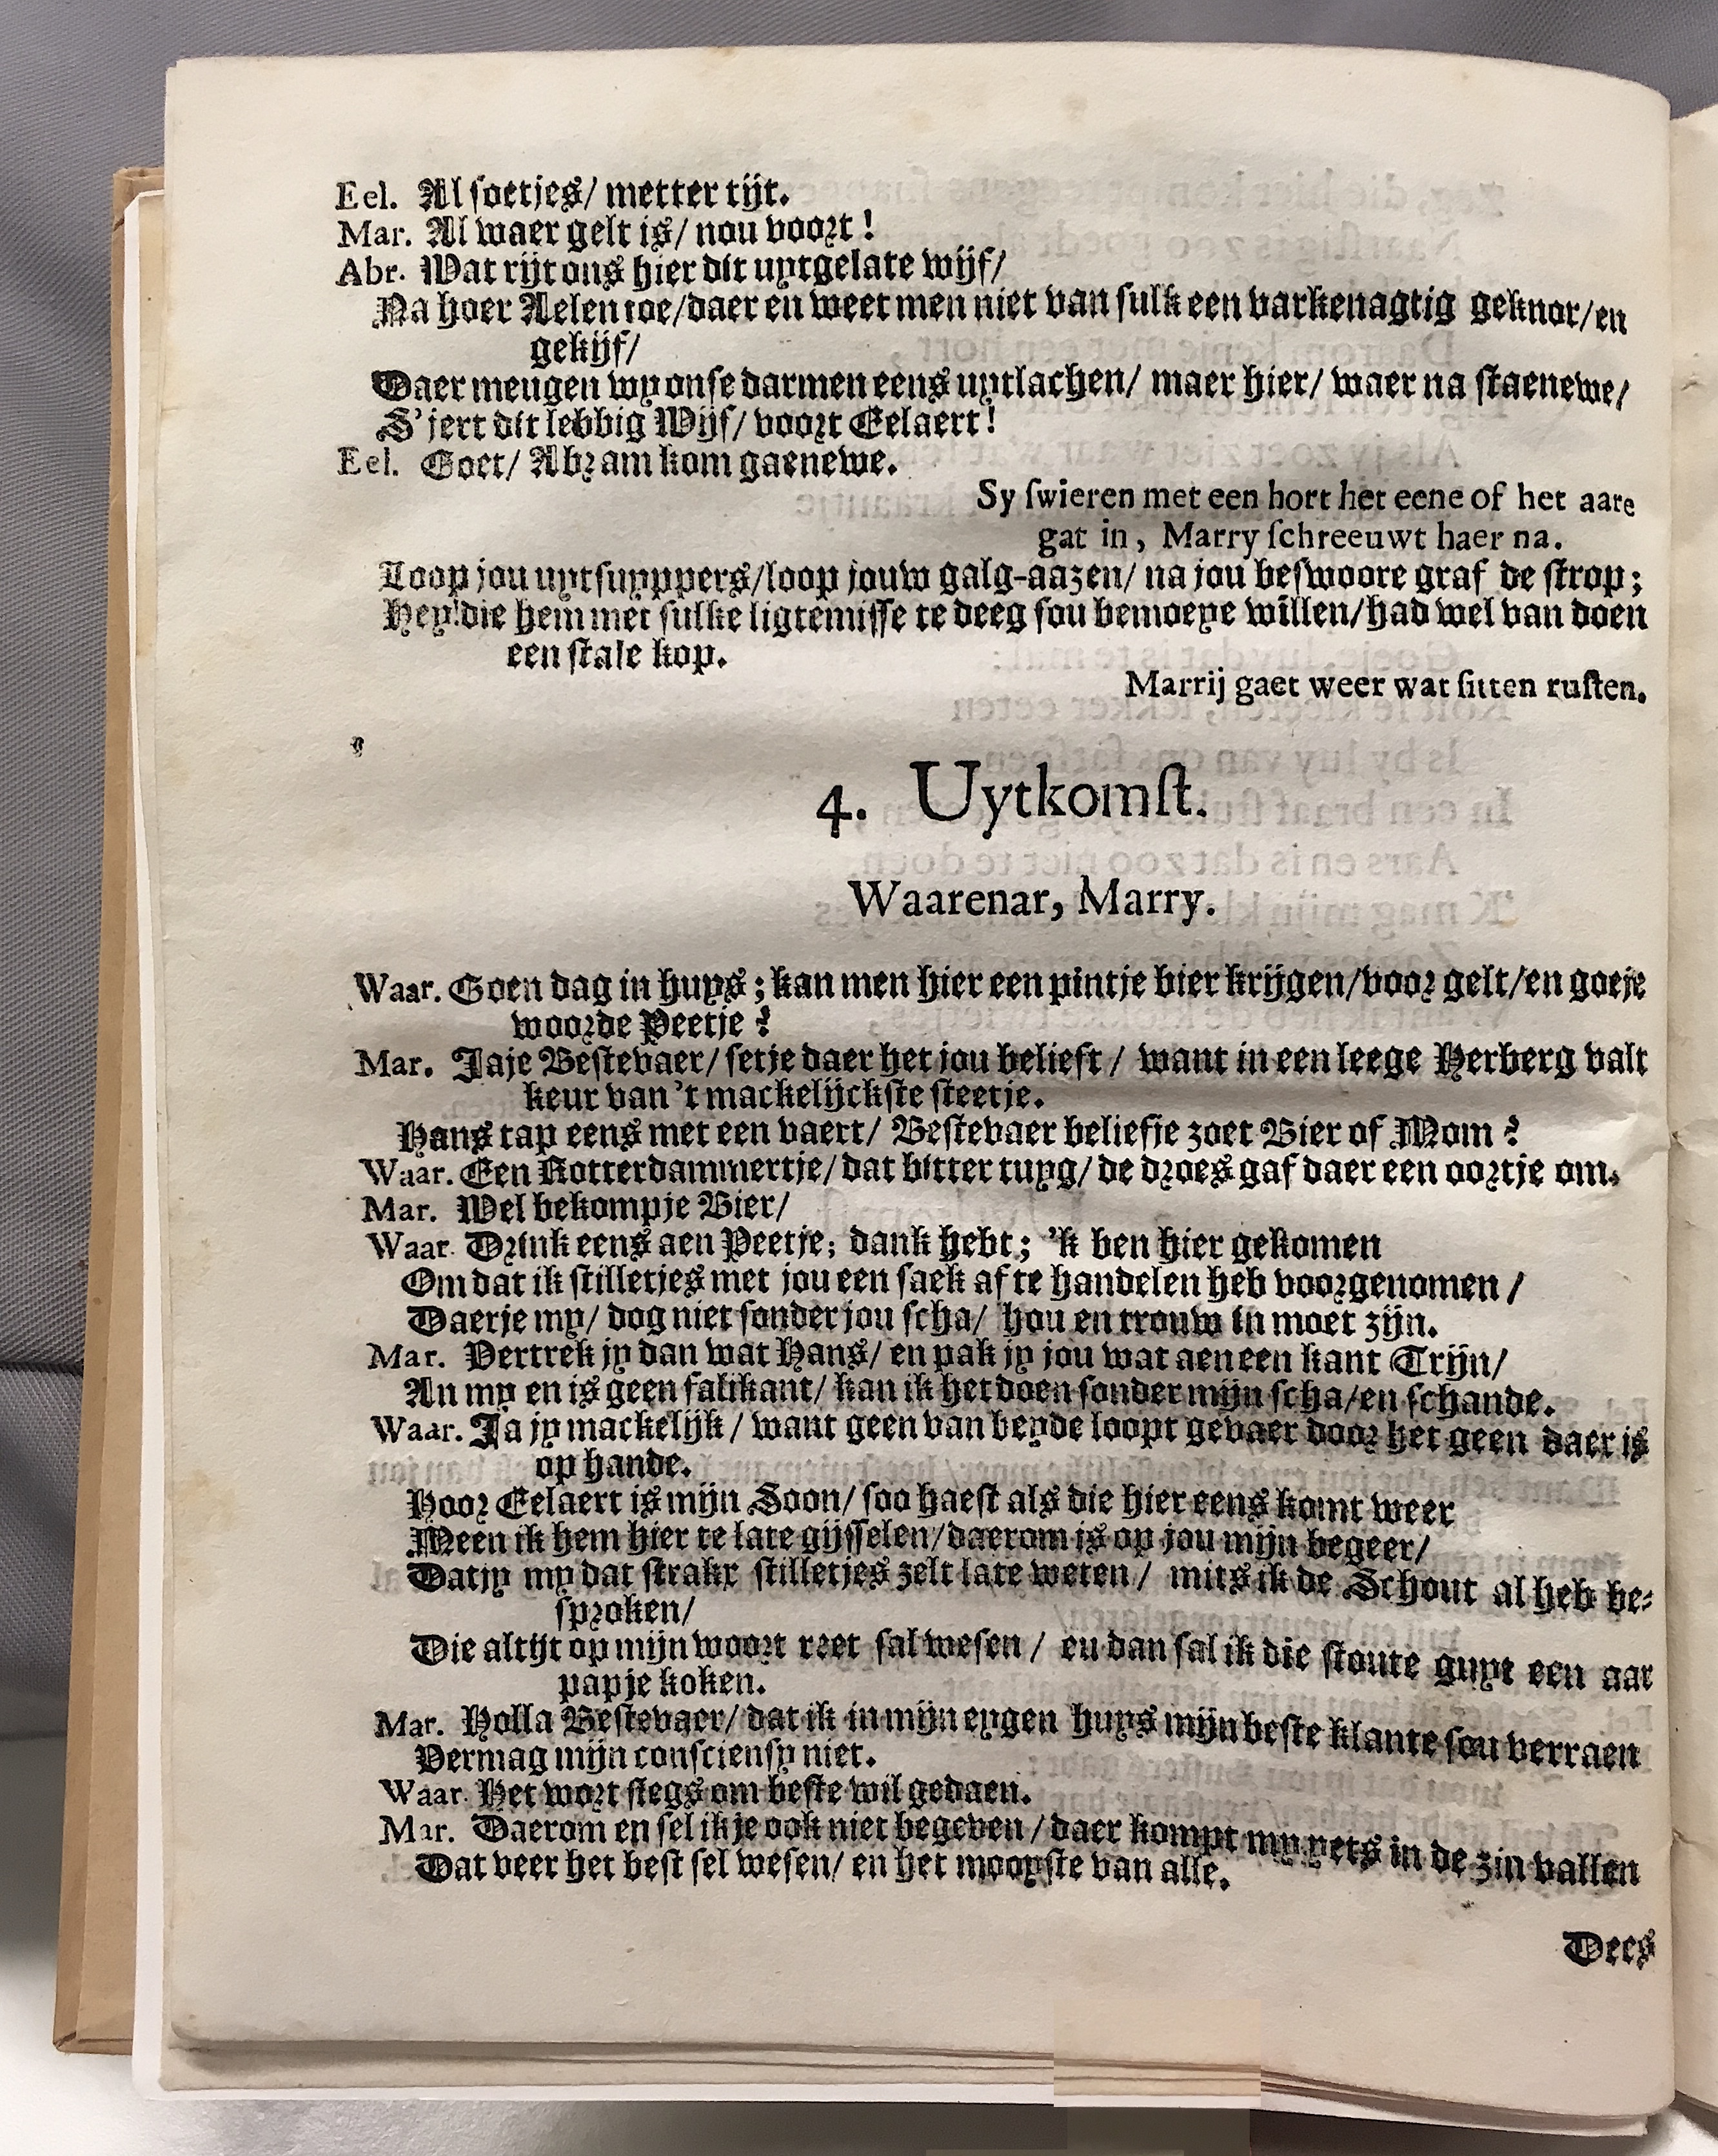 Eel. Al soetjes/ metter tijt.
Mar. Al waer gelt is/ nou voort!
Abr. Wat rijt ons hier dit uytgelate wijf/
Na hoer Aelen toe/daer en weet men niet van sulk een varkenagtig geknor/en
gekijf/
Daer meugen wy onse darmen eens uytlachen/ maer hier/ waer na staenewe/
S'jert dit lebbig Wijf/ voort Eelaert!
Eel. Goet/ Abram kom gaenewe.
Sy swieren met een hort het eene of het aare
gat in, Marry schreeuwt haer na.
Loop jou uytsuypppers/loop jouw galg-aazen/ na jou beswoore graf de strop;
Hey!die hem met sulke ligtemisse te deeg sou bemoeye willen/had wel van doen
een stale kop.
Marrij gaet weer wat sitten rusten.
4. Uytkomst.
Waarenar, Marry.
Waar. Goen dag in huys; kan men hier een pintje bier krijgen/voor gelt/en goeje
woorde Peetje?
Mar. Jaje Bestevaer/ setje daer het jou belieft/ want in een leege Herberg valt
keur van 't mackelijckste steetje.
Hans tap eens met een vaert/ Bestevaer beliefje zoet Bier of Mom?
Waar. Een Rotterdammertje/ dat bitter tuyg/ de droes gaf daer een oortje om.
Mar. Wel bekompje Bier/
Waar. Drink eens aen Peetje; dank hebt; 'k ben hier gekomen
Om dat ik stilletjes met jou een saek af te handelen heb voorgenomen/
Daerje my/ dog niet sonder jou scha/ hou en trouw in moet zijn.
Mar. Vertrek jy dan wat Hans/ en pak jy jou wat aen een kant Trijn/
An my en is geen falikant/ kan ik het doen sonder mijn scha/en schande.
Waar. Ja jy mackelijk/ want geen van beyde loopt gevaer door het geen daer is
op hande.
Hoor Eelaert is mijn Soon/ soo haest als die hier eens komt weer
Meen ik hem hier te late gijsselen/daerom is op jou mijn begeer/
Datjy my dat strakx stilletjes zelt late weten/ mits ik de Schout al heb be-
sproken/
Die altijt op mijn woort reet sal wesen/ eu dan sal ik die stoute guyt een aar
papje koken.
Mar. Holla Bestevaer/ dat ik in mijn eygen huys mijn beste klante sou verraen
Vermag mijn consciensy niet.
Waar. Het wort slegs om beste wil gedaen.
Mar. Daerom en sel ik je ook niet begeven/ daer kompt my yets in de zin vallen
Dat veer het best sel wesen/ en het mooyste van alle.
Dees